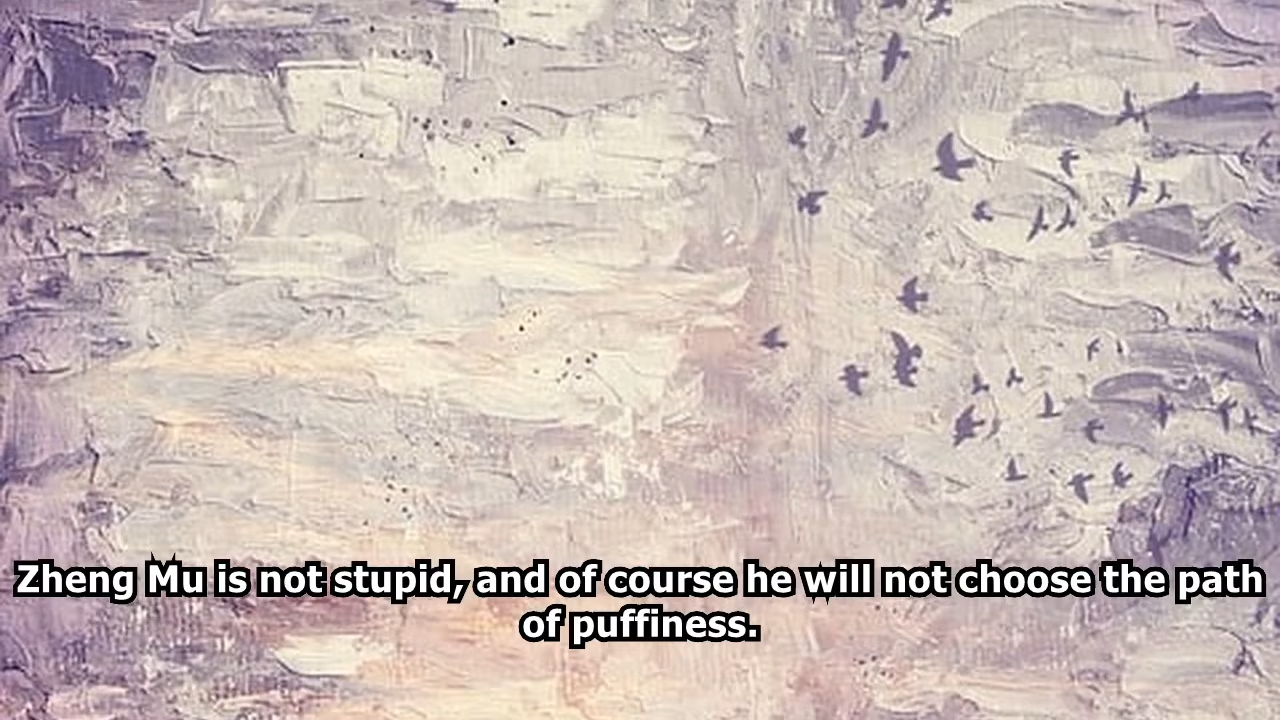 Zheng Mu is not stupid, and of course he will not choose the path
of puffiness.